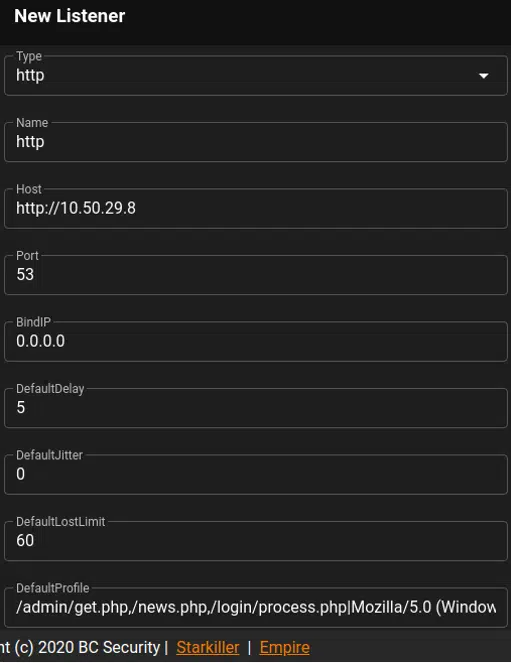 New Listener
Type
http
Name
http
Host
http://10.50.29.8
Port
53
BindIP
0.0.0.0
DefaultDelay
5
DefaultJitter
0
DefaultLostLimit
60
DefaultProfile
/admin/get.php,/news.php,/login/process.php|Mozilla/5.0 (Window
nt (c) 2020 BC Security | Starkiller | Empire